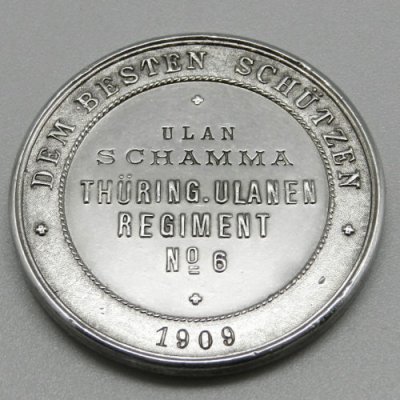 DEM BESTEN SCHÜTZEN
ULAN
SCHAMMA
THÜRING. ULANEN
REGIMENT
No 6
1909